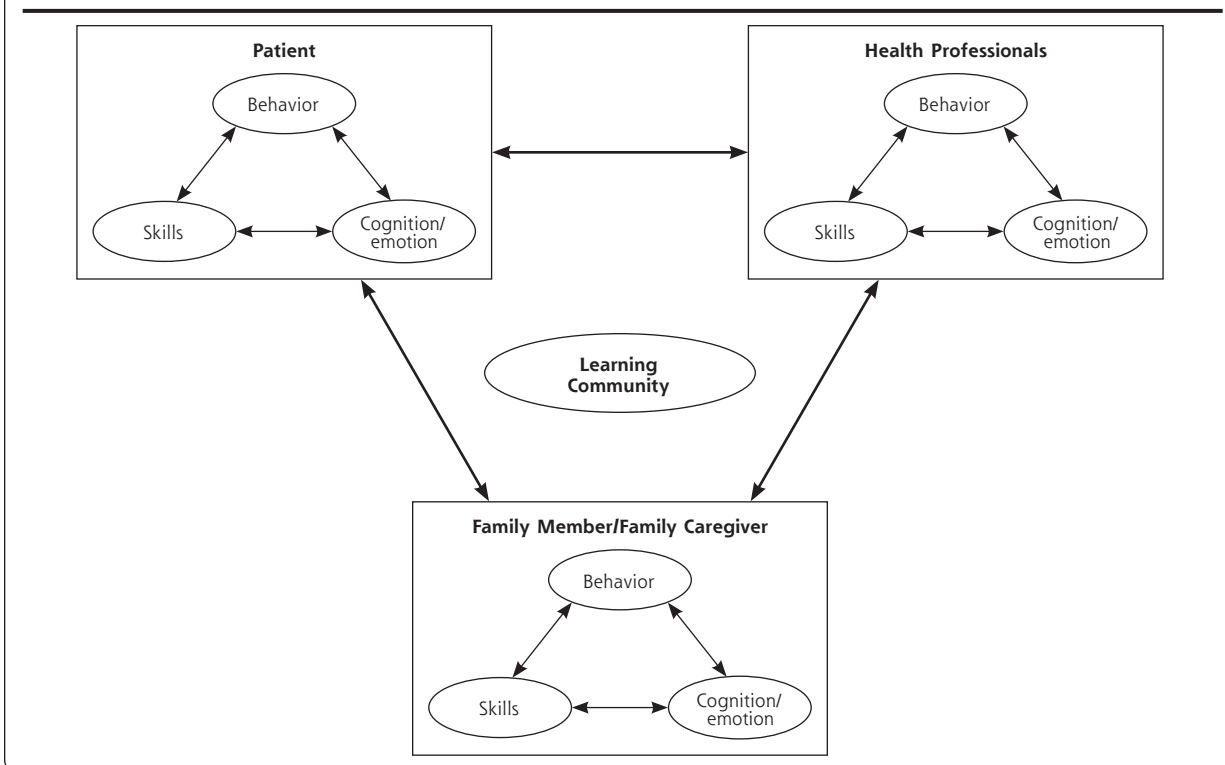 Patient
Behavior
Skills
Cognition/
emotion
Health Professionals
Behavior
Skills
Cognition/
emotion
Learning
Community
Family Member/Family Caregiver
Behavior
Skills
Cognition/
emotion